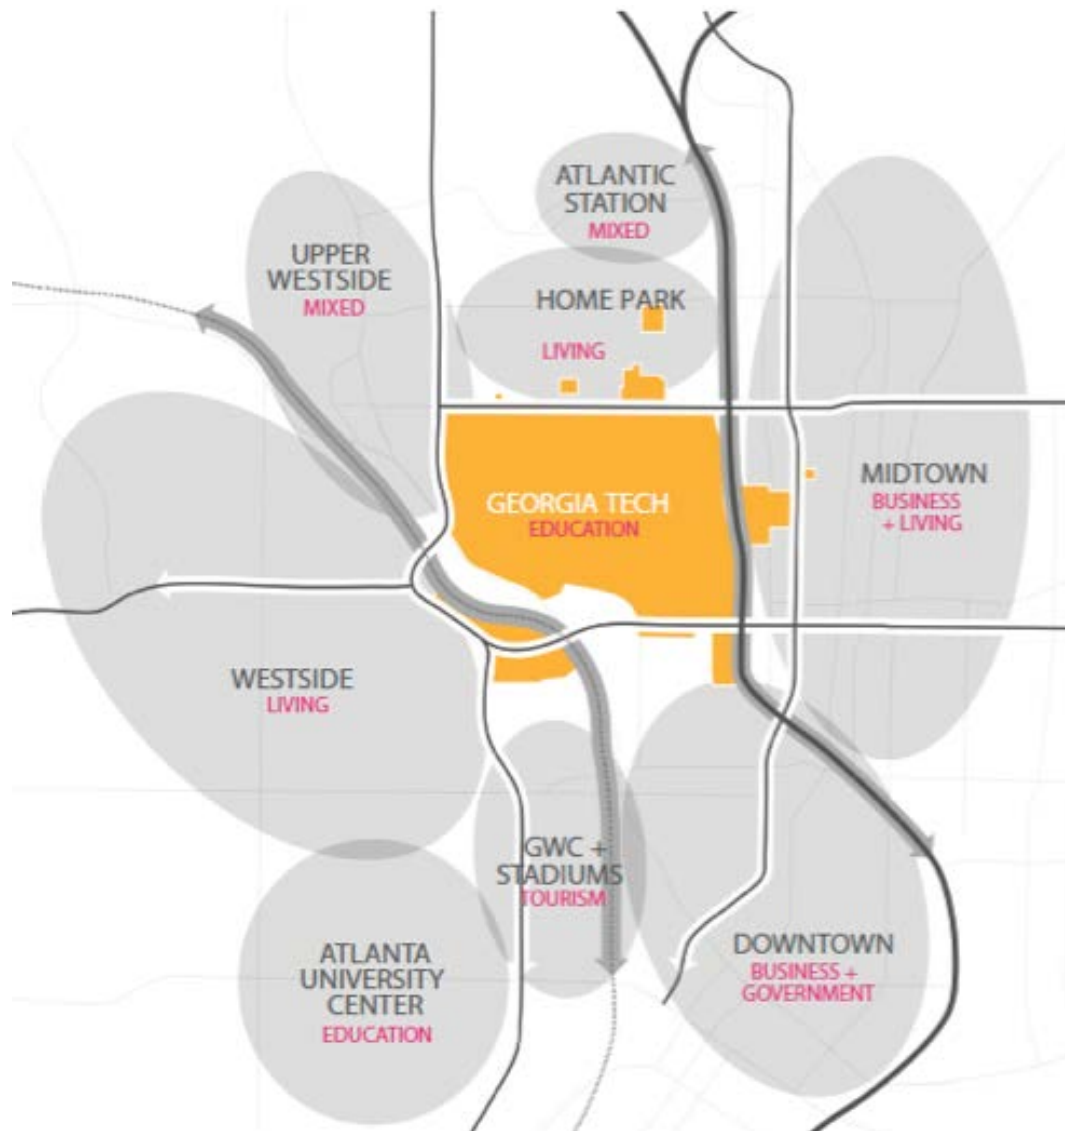 ATLANTIC
STATION
MIXED
UPPER
WESTSIDE
MIXED
HOME PARK
LIVING
MIDTOWN
BUSINESS
+ LIVING
GEORGIA TECH
EDUCATION
WESTSIDE
LIVING
GWC +
STADIUMS
TOURISM
ATLANTA
UNIVERSITY
CENTER
EDUCATION
DOWNTOWN
BUSINESS +
GOVERNMENT